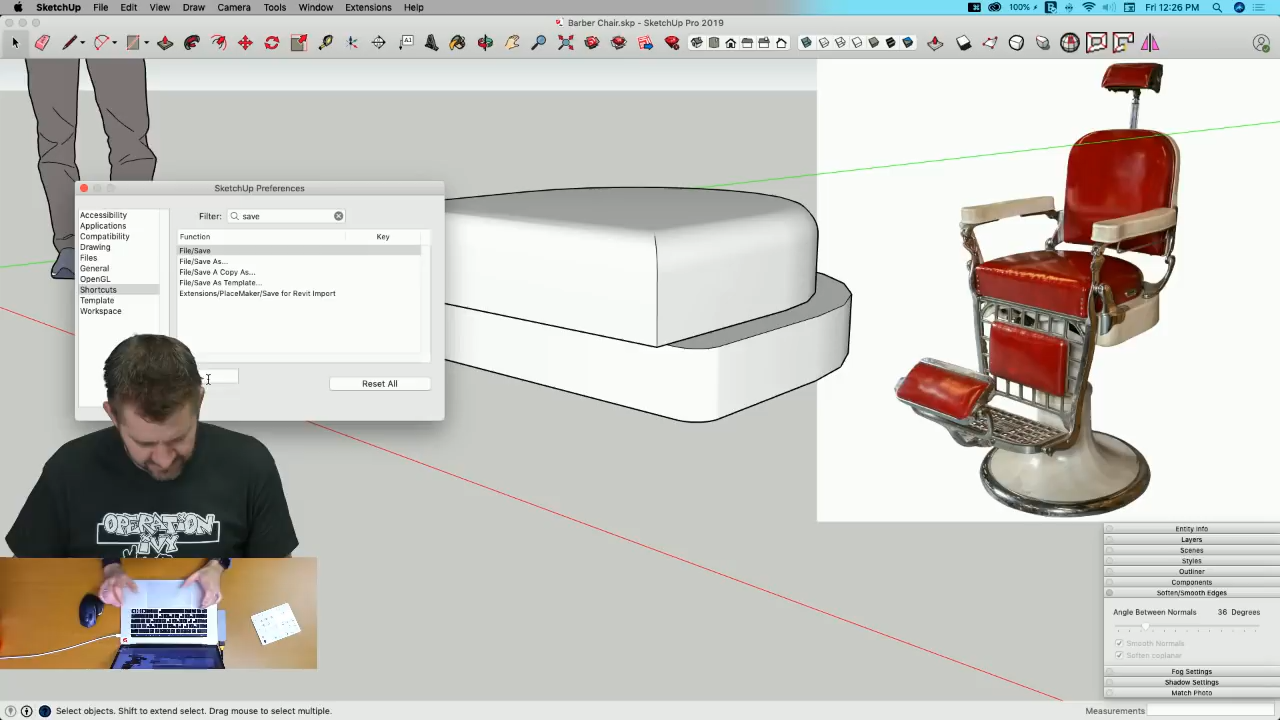 SketchUp File Edit View Draw Camera Tools Window Extensions Help
100% Fri 12:26 PM
Barber Chair.skp - SketchUp Pro 2019
SketchUp Preferences
Accessibility
Applications
Compatibility
Drawing
Files
General
OpenGL
Shortcuts
Template
Workspace
Filter: save
Function Key
File/Save
File/Save As...
File/Save A Copy As...
File/Save As Template...
Extensions/PlaceMaker/Save for Revit Import
Reset All
OPERATION
IVY
Entity Info
Layers
Scenes
Styles
Outliner
Components
Soften/Smooth Edges
Angle Between Normals 36 Degrees
Smooth Normals
Soften coplanar
Fog Settings
Shadow Settings
Match Photo
Select objects. Shift to extend select. Drag mouse to select multiple.
Measurements